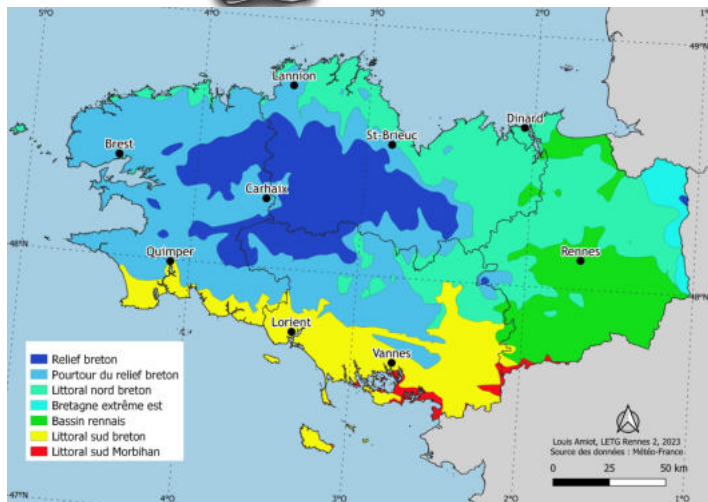 5°O
4°O
3°O
2°O
1°O
49°N
Lannion
Dinard
St-Brieuc
Brest
Carhaix
48°N
Quimper
Rennes
48°N
Lorient
Vannes
Relief breton
Pourtour du relief breton
Littoral nord breton
Bretagne extrême est
Bassin rennais
Littoral sud breton
Littoral sud Morbihan
Louis Amiot, LETG Rennes 2, 2023
Source des données : Météo-France
0 25 50 km
47°N
4°O
3°O
2°O
1°O